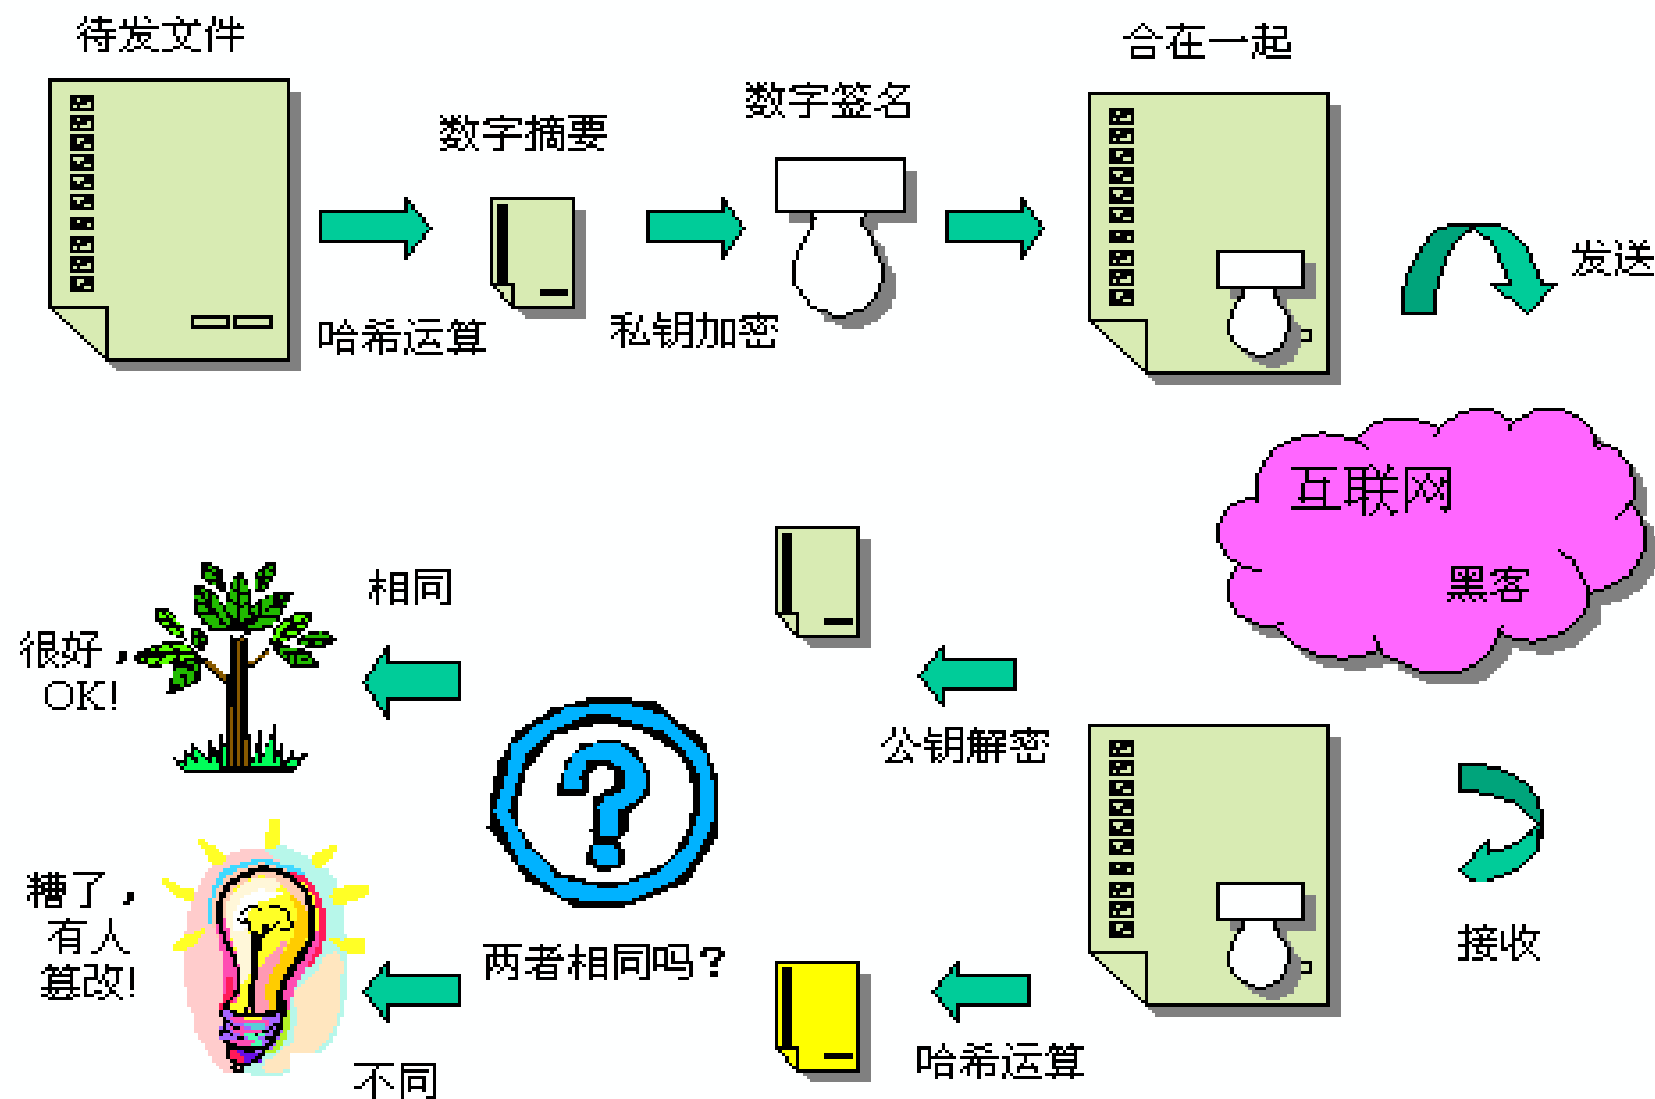 待发文件
合在一起
数字签名
数字摘要
哈希运算
私钥加密
发送
互联网
黑客
相同
很好，
OK!
公钥解密
糟了，
有人
篡改!
两者相同吗?
接收
哈希运算
不同